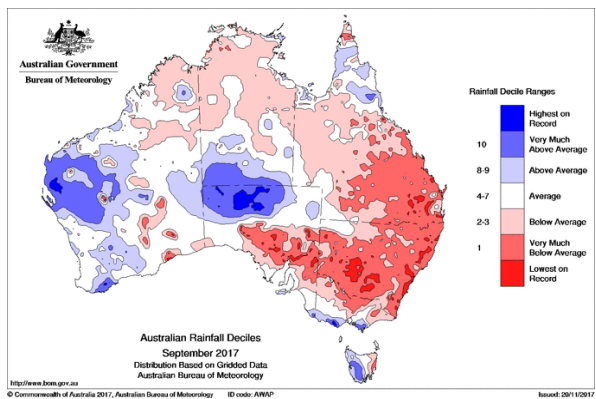 Australian Government
Bureau of Meteorology
Rainfall Decile Ranges
Highest on
Record
10
Very Much
Above Average
8-9
Above Average
4-7
Average
2-3
Below Average
1
Very Much
Below Average
Lowest on
Record
Australian Rainfall Deciles
September 2017
Distribution Based on Gridded Data
Australian Bureau of Meteorology
http://www.bom.gov.au
© Commonwealth of Australia 2017, Australian Bureau of Meteorology ID code: AWAP Issued: 29/11/2017